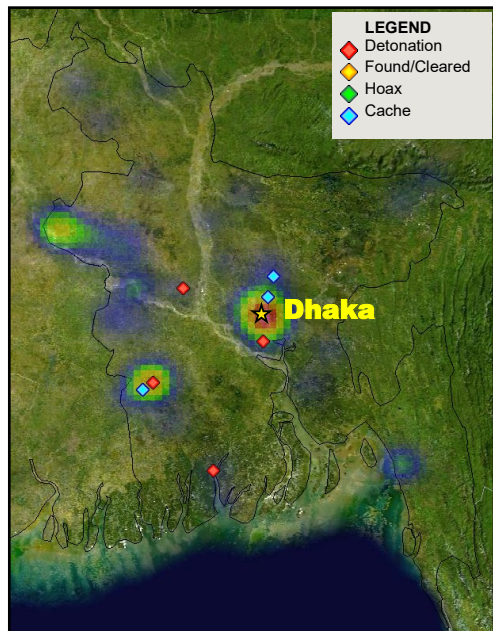 LEGEND
Detonation
Found/Cleared
Hoax
Cache
Dhaka